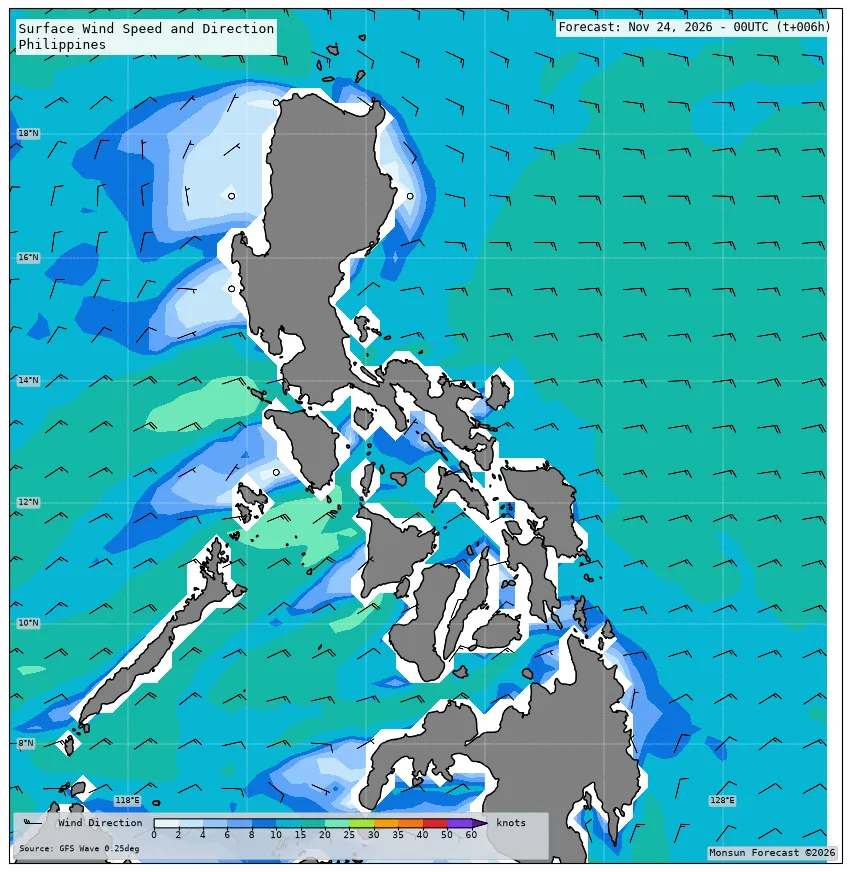 Surface Wind Speed and Direction
Philippines
Forecast: Nov 24, 2026 - 00UTC (t+006h)
18°N
16°N
14°N
12°N
10°N
8°N
118°E
128°E
Wind Direction
0 2 4 6 8 10 15 20 25 30 35 40 50 60
knots
Source: GFS Wave 0.25deg
Monsun Forecast ©2026